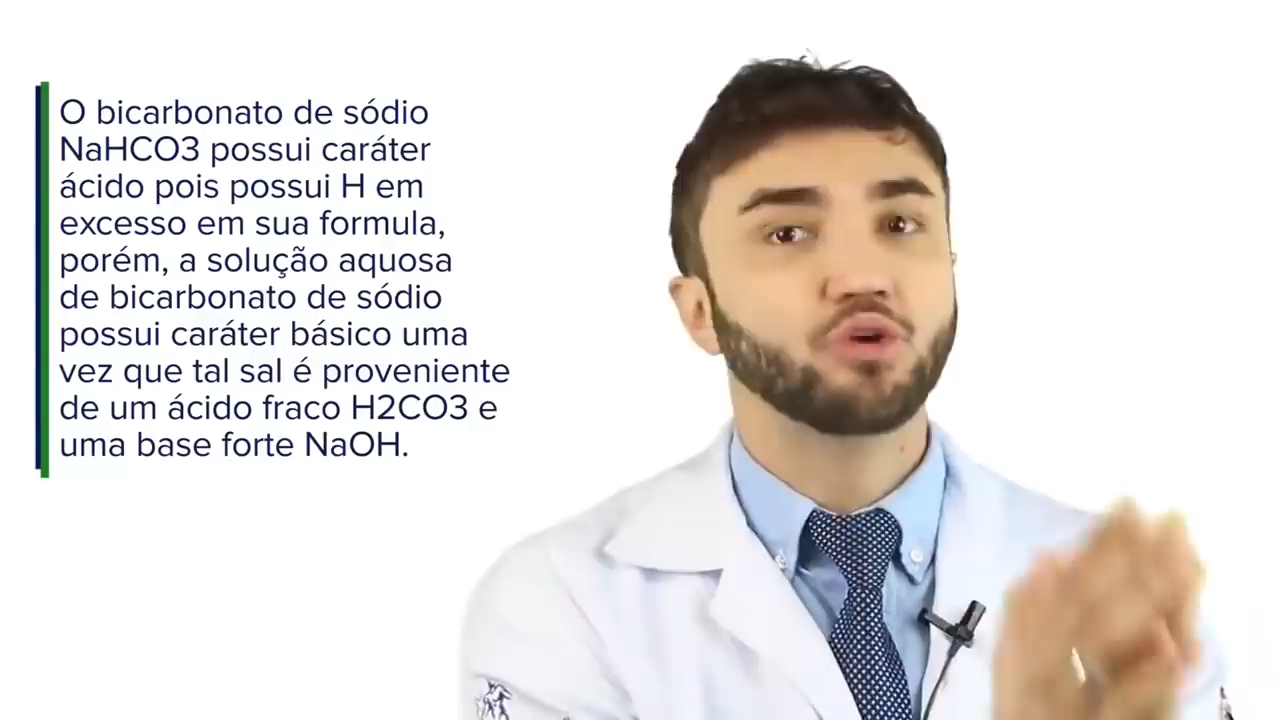 O bicarbonato de sódio
NaHCO3 possui caráter
ácido pois possui H em
excesso em sua formula,
porém, a solução aquosa
de bicarbonato de sódio
possui caráter básico uma
vez que tal sal é proveniente
de um ácido fraco H2CO3 e
uma base forte NaOH.